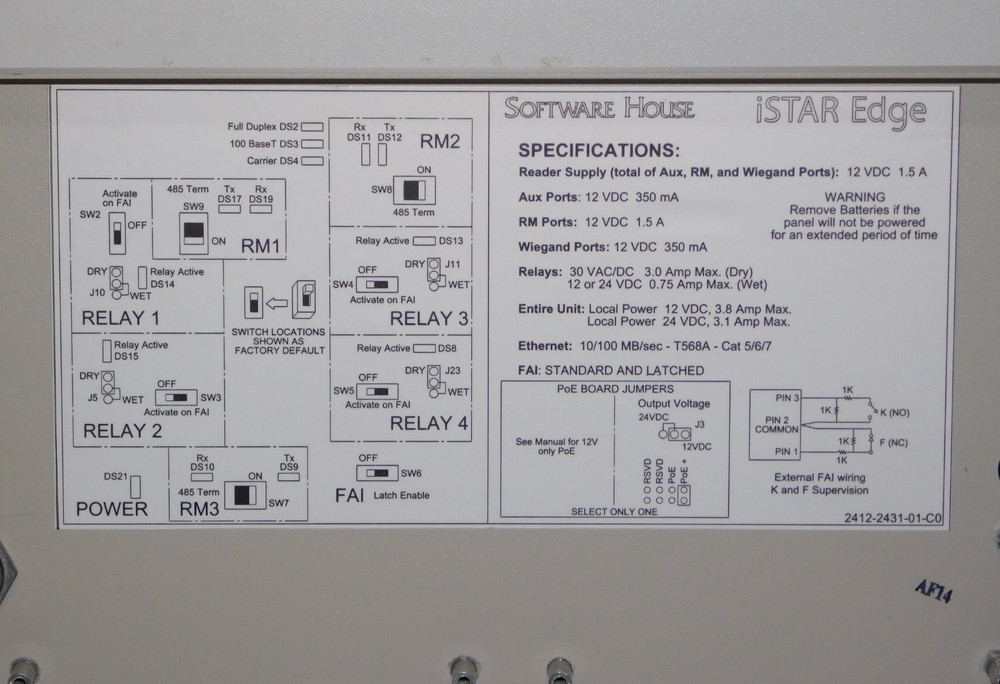 Full Duplex DS2
100 BaseT DS3
Carrier DS4
Rx DS11
Tx DS12
RM2
ON
SW8
485 Term
Activate on FAI
SW2
OFF
485 Term
SW9
Tx DS17
Rx DS19
ON
RM1
DRY
J10
WET
Relay Active
DS14
RELAY 1
SWITCH LOCATIONS
SHOWN AS
FACTORY DEFAULT
Relay Active
DS13
OFF
SW4
Activate on FAI
DRY
J11
WET
RELAY 3
Relay Active
DS15
DRY
J5
WET
OFF
SW3
Activate on FAI
RELAY 2
Relay Active
DS8
OFF
SW5
Activate on FAI
DRY
J23
WET
RELAY 4
DS21
POWER
Rx
DS10
Tx
DS9
485 Term
ON
SW7
RM3
OFF
SW6
FAI Latch Enable
SOFTWARE HOUSE
iSTAR Edge
SPECIFICATIONS:
Reader Supply (total of Aux, RM, and Wiegand Ports): 12 VDC 1.5 A
Aux Ports: 12 VDC 350 mA
RM Ports: 12 VDC 1.5 A
Wiegand Ports: 12 VDC 350 mA
WARNING
Remove Batteries if the
panel will not be powered
for an extended period of time
Relays: 30 VAC/DC 3.0 Amp Max. (Dry)
12 or 24 VDC 0.75 Amp Max. (Wet)
Entire Unit: Local Power 12 VDC, 3.8 Amp Max.
Local Power 24 VDC, 3.1 Amp Max.
Ethernet: 10/100 MB/sec - T568A - Cat 5/6/7
FAI: STANDARD AND LATCHED
PoE BOARD JUMPERS
See Manual for 12V
only PoE
Output Voltage
24VDC
J3
12VDC
RSVD
RSVD
PoE
PoE +
SELECT ONLY ONE
PIN 3
PIN 2
COMMON
PIN 1
1K
1K
K (NO)
1K
F (NC)
1K
External FAI wiring
K and F Supervision
2412-2431-01-C0
AF14